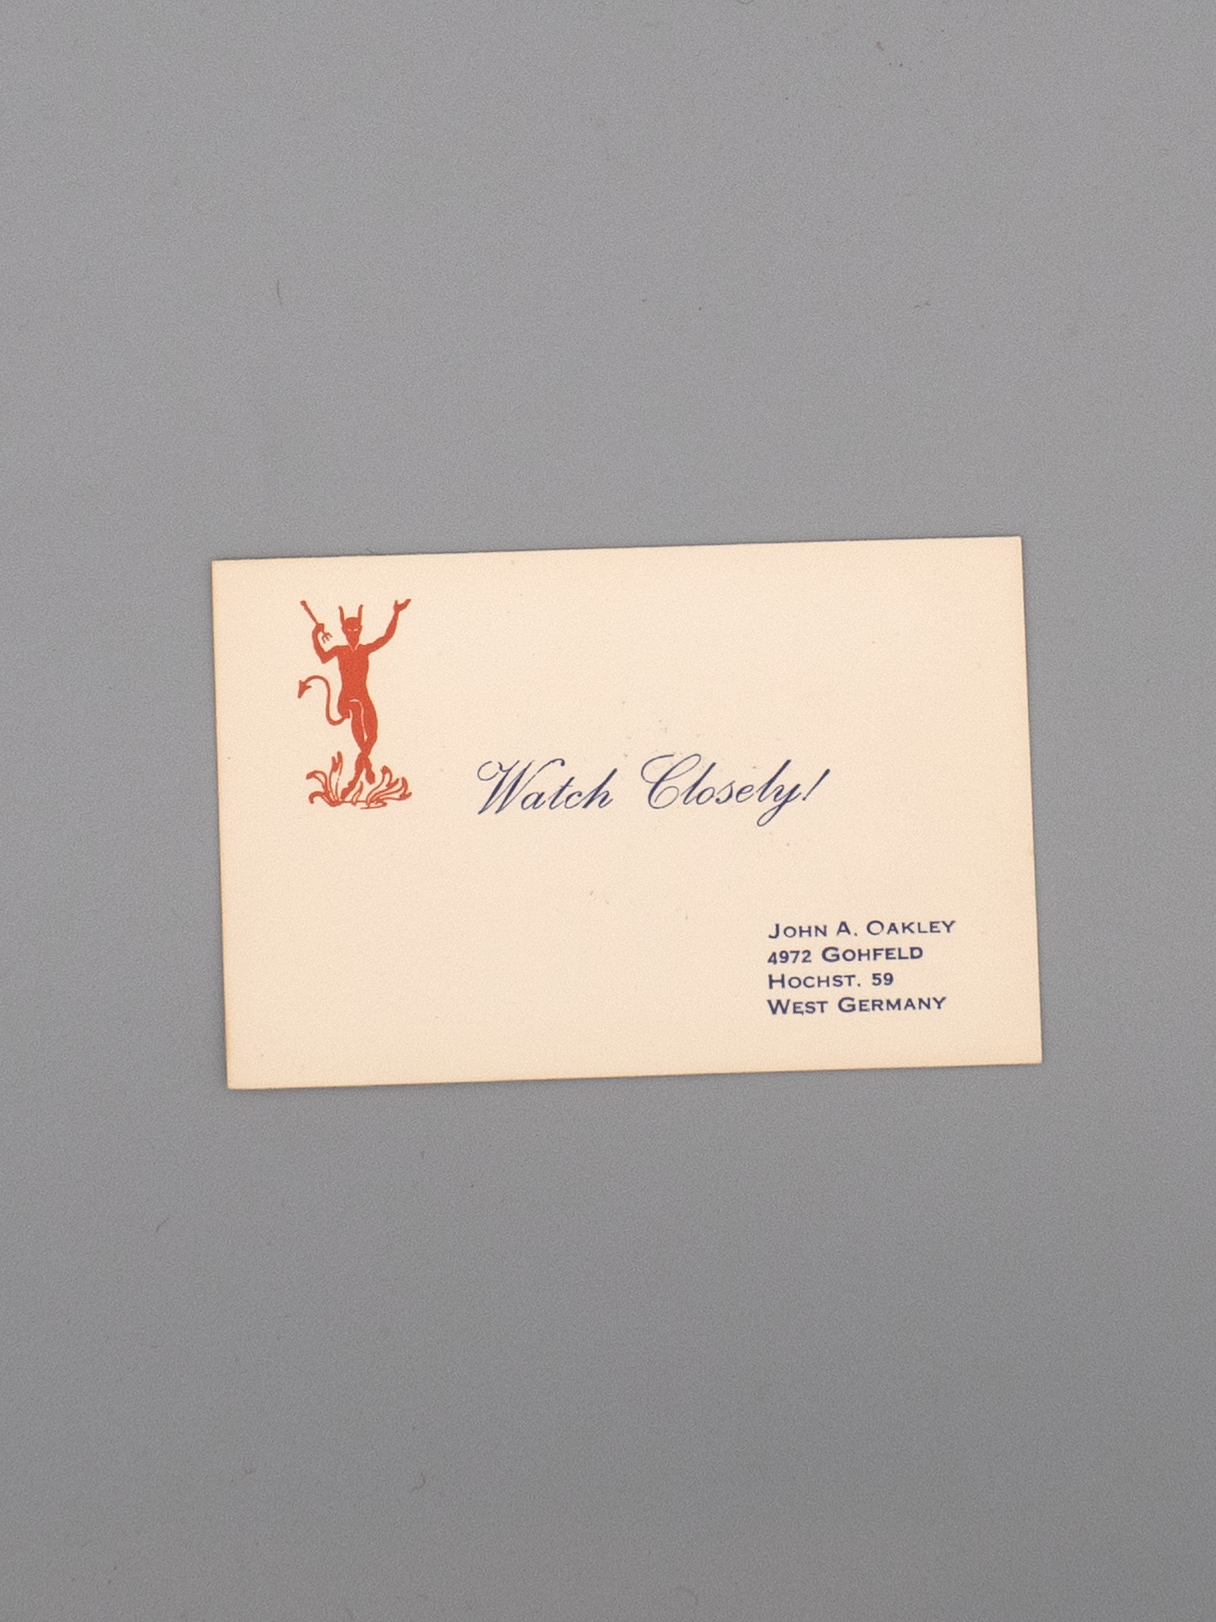 Watch Closely!
JOHN A. OAKLEY
4972 GOHFELD
HOCHST. 59
WEST GERMANY